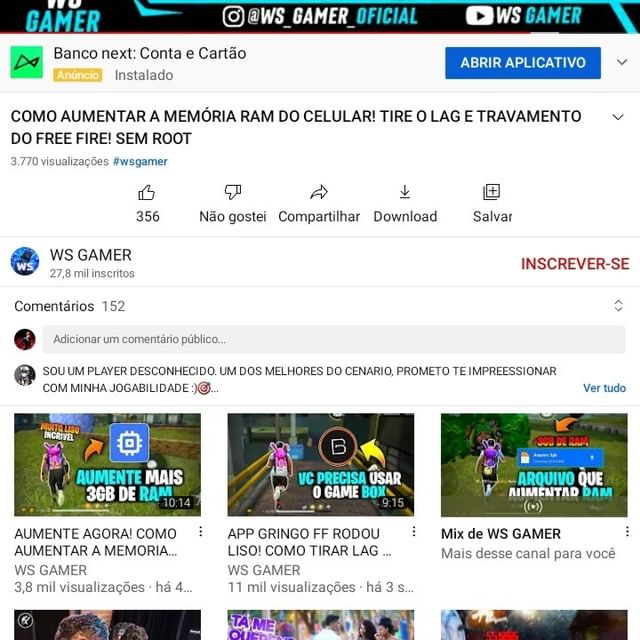 WS
GAMER
@WS_GAMER_OFICIAL
WS GAMER
Banco next: Conta e Cartão
Anúncio Instalado
ABRIR APLICATIVO
COMO AUMENTAR A MEMÓRIA RAM DO CELULAR! TIRE O LAG E TRAVAMENTO
DO FREE FIRE! SEM ROOT
3.770 visualizações #wsgamer
356 Não gostei Compartilhar Download Salvar
WS GAMER
27,8 mil inscritos
INSCREVER-SE
Comentários 152
Adicionar um comentário público...
SOU UM PLAYER DESCONHECIDO. UM DOS MELHORES DO CENARIO, PROMETO TE IMPREESSIONAR
COM MINHA JOGABILIDADE :)🎯...
Ver tudo
MUITO LISO
INCRIVEL
AUMENTE MAIS
3GB DE RAM
10:14
VC PRECISA USAR
O GAME BOX
9:15
+3GB DE RAM
Arquivo 3gb
ARQUIVO QUE
AUMENTAR RAM
AUMENTE AGORA! COMO
AUMENTAR A MEMORIA...
WS GAMER
3,8 mil visualizações · há 4...
APP GRINGO FF RODOU
LISO! COMO TIRAR LAG ...
WS GAMER
11 mil visualizações · há 3 s...
Mix de WS GAMER
Mais desse canal para você
TÁ ME